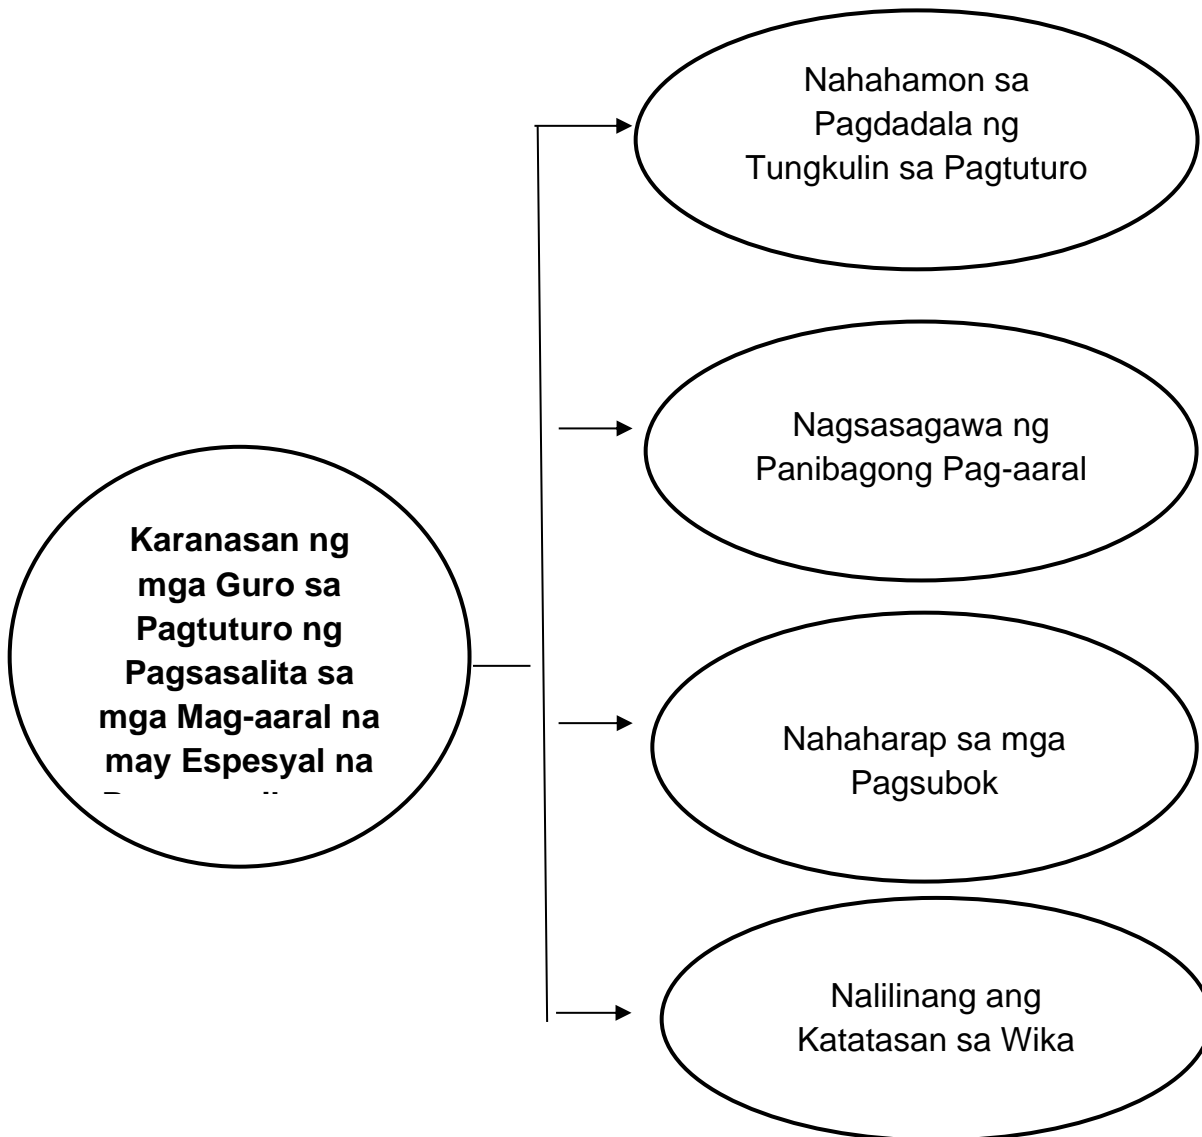 Nahahamon sa
Pagdadala ng
Tungkulin sa Pagtuturo
Nagsasagawa ng
Panibagong Pag-aaral
Karanasan ng
mga Guro sa
Pagtuturo ng
Pagsasalita sa
mga Mag-aaral na
may Espesyal na
Nahaharap sa mga
Pagsubok
Nalilinang ang
Katatasan sa Wika